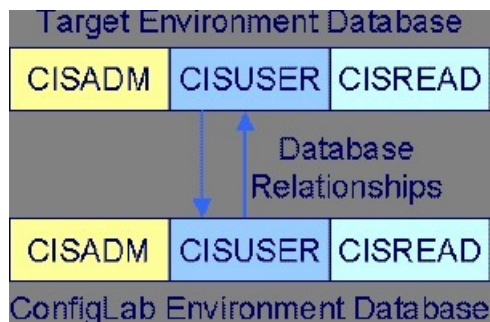 Target Environment Database
CISADM CISUSER CISREAD
Database
Relationships
CISADM CISUSER CISREAD
ConfigLab Environment Database